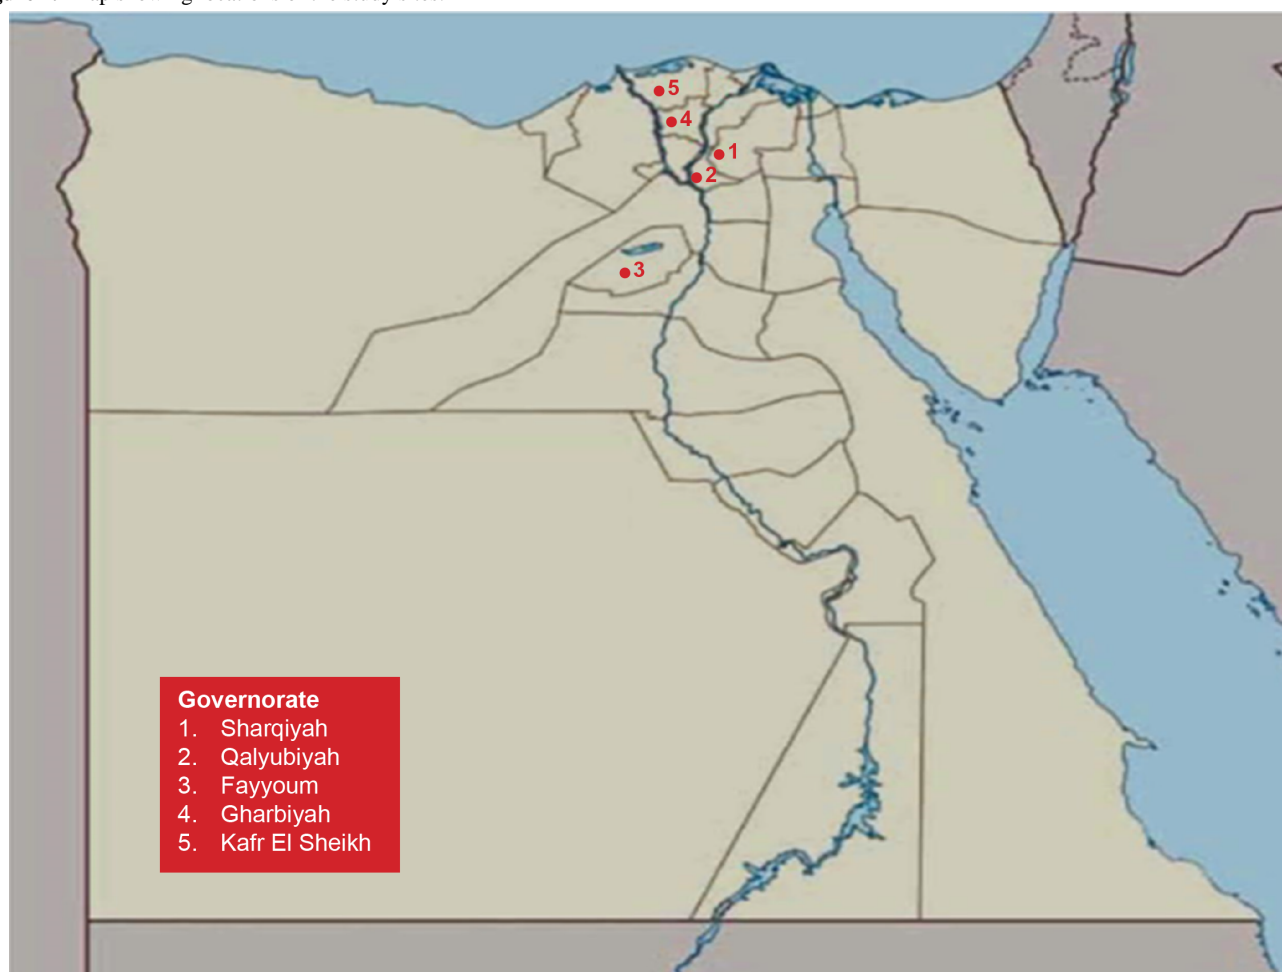 5
4
1
2
3
Governorate
1. Sharqiyah
2. Qalyubiyah
3. Fayyoum
4. Gharbiyah
5. Kafr El Sheikh